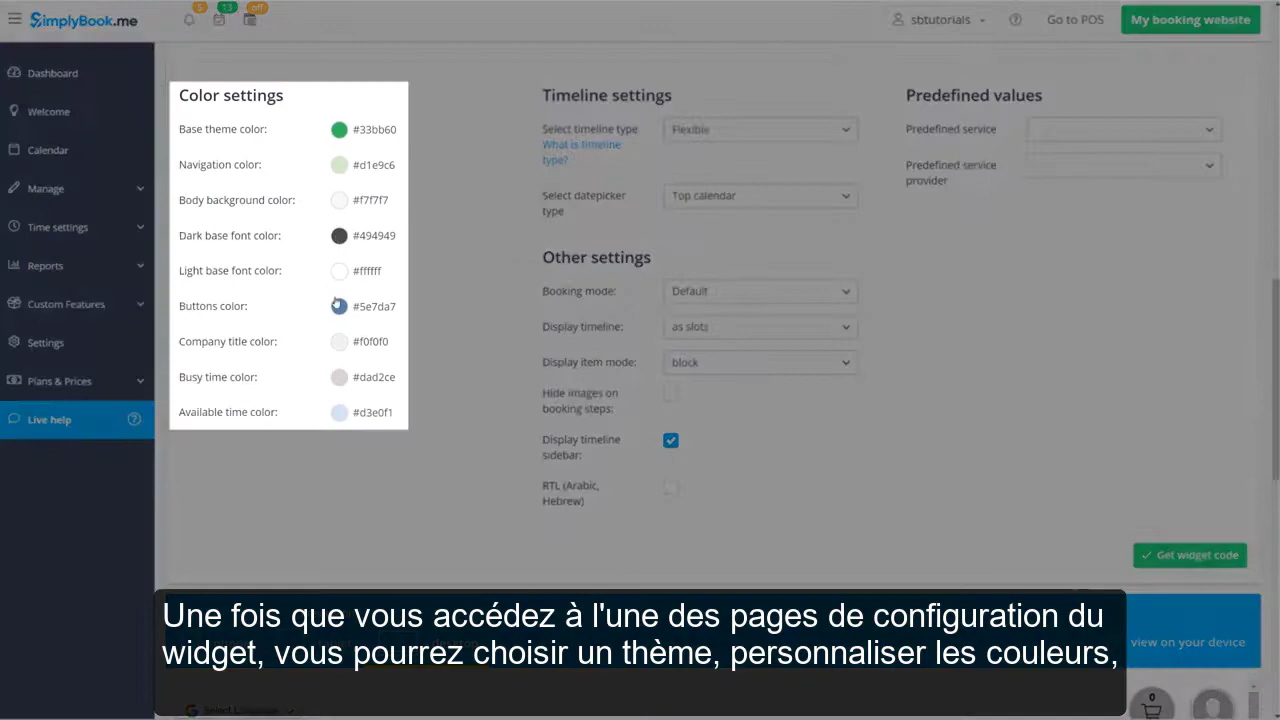 SimplyBook.me
5
13
off
sbtutorials
Go to POS
My booking website
Dashboard
Welcome
Calendar
Manage
Time settings
Reports
Custom Features
Settings
Plans & Prices
Live help
Color settings
Base theme color: #33bb60
Navigation color: #d1e9c6
Body background color: #f7f7f7
Dark base font color: #494949
Light base font color: #ffffff
Buttons color: #5e7da7
Company title color: #f0f0f0
Busy time color: #dad2ce
Available time color: #d3e0f1
Timeline settings
Select timeline type Flexible
What is timeline
type?
Select datepicker Top calendar
type
Other settings
Booking mode: Default
Display timeline: as slots
Display item mode: block
Hide images on
booking steps:
Display timeline
sidebar:
RTL (Arabic,
Hebrew)
Predefined values
Predefined service
Predefined service
provider
Get widget code
view on your device
Une fois que vous accédez à l'une des pages de configuration du
widget, vous pourrez choisir un thème, personnaliser les couleurs,
Select Language
0